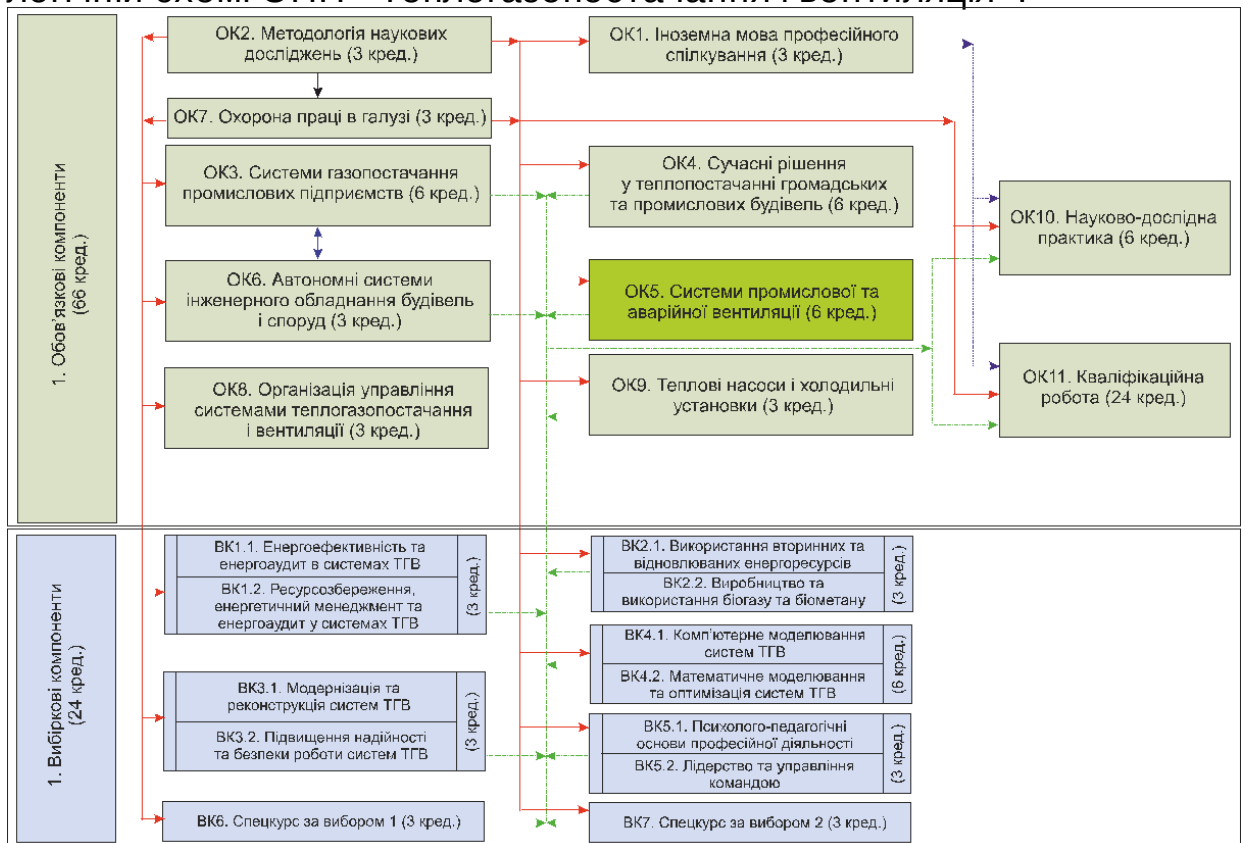 1. Обов'язкові компоненти
(66 кред.)
ОК2. Методологія наукових
досліджень (3 кред.)
ОК1. Іноземна мова професійного
спілкування (3 кред.)
ОК7. Охорона праці в галузі (3 кред.)
ОК3. Системи газопостачання
промислових підприємств (6 кред.)
ОК4. Сучасні рішення
у теплопостачанні громадських
та промислових будівель (6 кред.)
ОК10. Науково-дослідна
практика (6 кред.)
ОК6. Автономні системи
інженерного обладнання будівель
і споруд (3 кред.)
ОК5. Системи промислової та
аварійної вентиляції (6 кред.)
ОК8. Організація управління
системами теплогазопостачання
і вентиляції (3 кред.)
ОК9. Теплові насоси і холодильні
установки (3 кред.)
ОК11. Кваліфікаційна
робота (24 кред.)
1. Вибіркові компоненти
(24 кред.)
ВК1.1. Енергоефективність та
енергоаудит в системах ТГВ
ВК1.2. Ресурсозбереження,
енергетичний менеджмент та
енергоаудит у системах ТГВ
(3 кред.)
ВК2.1. Використання вторинних та
відновлюваних енергоресурсів
ВК2.2. Виробництво та
використання біогазу та біометану
(3 кред.)
ВК4.1. Комп'ютерне моделювання
систем ТГВ
ВК4.2. Математичне моделювання
та оптимізація систем ТГВ
(6 кред.)
ВК3.1. Модернізація та
реконструкція систем ТГВ
ВК3.2. Підвищення надійності
та безпеки роботи систем ТГВ
(3 кред.)
ВК5.1. Психолого-педагогічні
основи професійної діяльності
ВК5.2. Лідерство та управління
командою
(3 кред.)
ВК6. Спецкурс за вибором 1 (3 кред.)
ВК7. Спецкурс за вибором 2 (3 кред.)